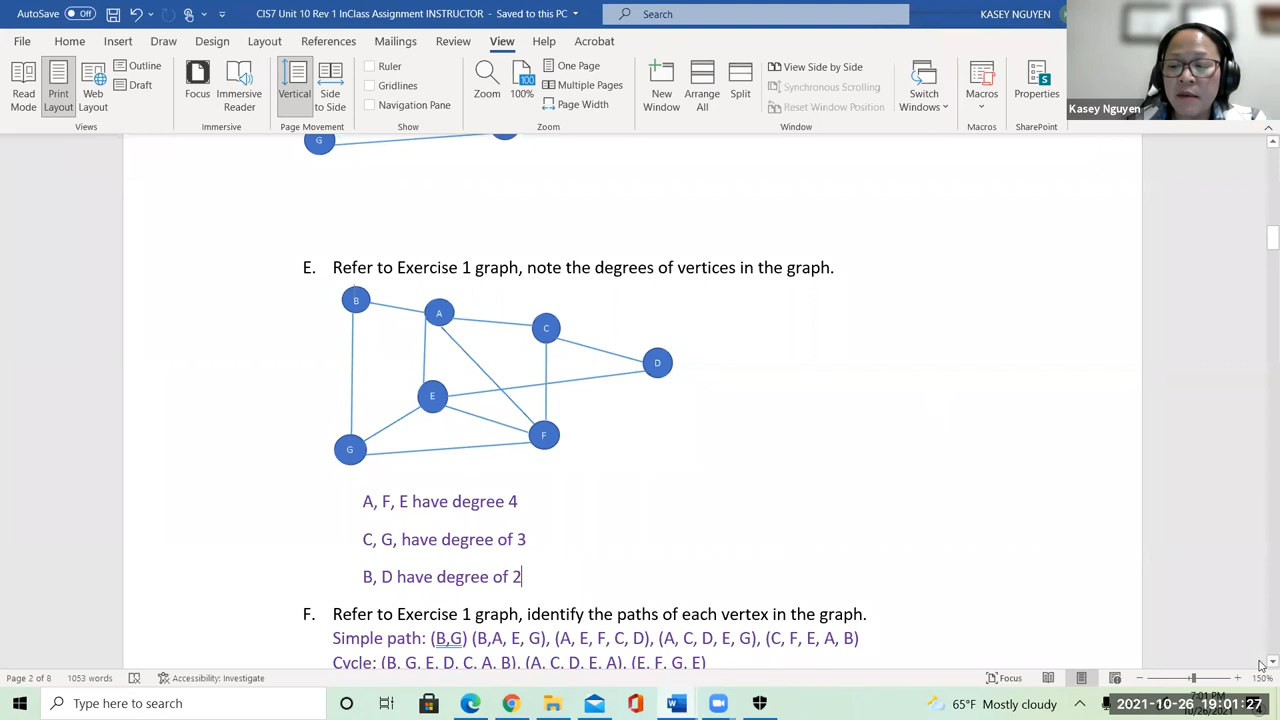 AutoSave Off CIS7 Unit 10 Rev 1 InClass Assignment INSTRUCTOR - Saved to this PC Search KASEY NGUYEN
File Home Insert Draw Design Layout References Mailings Review View Help Acrobat
Read Mode
Print Layout
Web Layout
Outline
Draft
Views
Focus
Immersive Reader
Immersive
Vertical
Side to Side
Page Movement
Ruler
Gridlines
Navigation Pane
Show
Zoom
100
100%
One Page
Multiple Pages
Page Width
Zoom
New Window
Arrange All
Split
View Side by Side
Synchronous Scrolling
Reset Window Position
Switch Windows
Window
Macros
Macros
Properties
SharePoint
Kasey Nguyen
G
E. Refer to Exercise 1 graph, note the degrees of vertices in the graph.
B
A
C
D
E
F
G
A, F, E have degree 4
C, G, have degree of 3
B, D have degree of 2
F. Refer to Exercise 1 graph, identify the paths of each vertex in the graph.
Simple path: (B,G) (B,A, E, G), (A, E, F, C, D), (A, C, D, E, G), (C, F, E, A, B)
Cycle: (B, G, E, D, C, A, B), (A, C, D, E, A), (E, F, G, E)
Page 2 of 8 1053 words Accessibility: Investigate Focus 150%
Type here to search 65°F Mostly cloudy 7:01 PM
2021-10-26 19:01:27